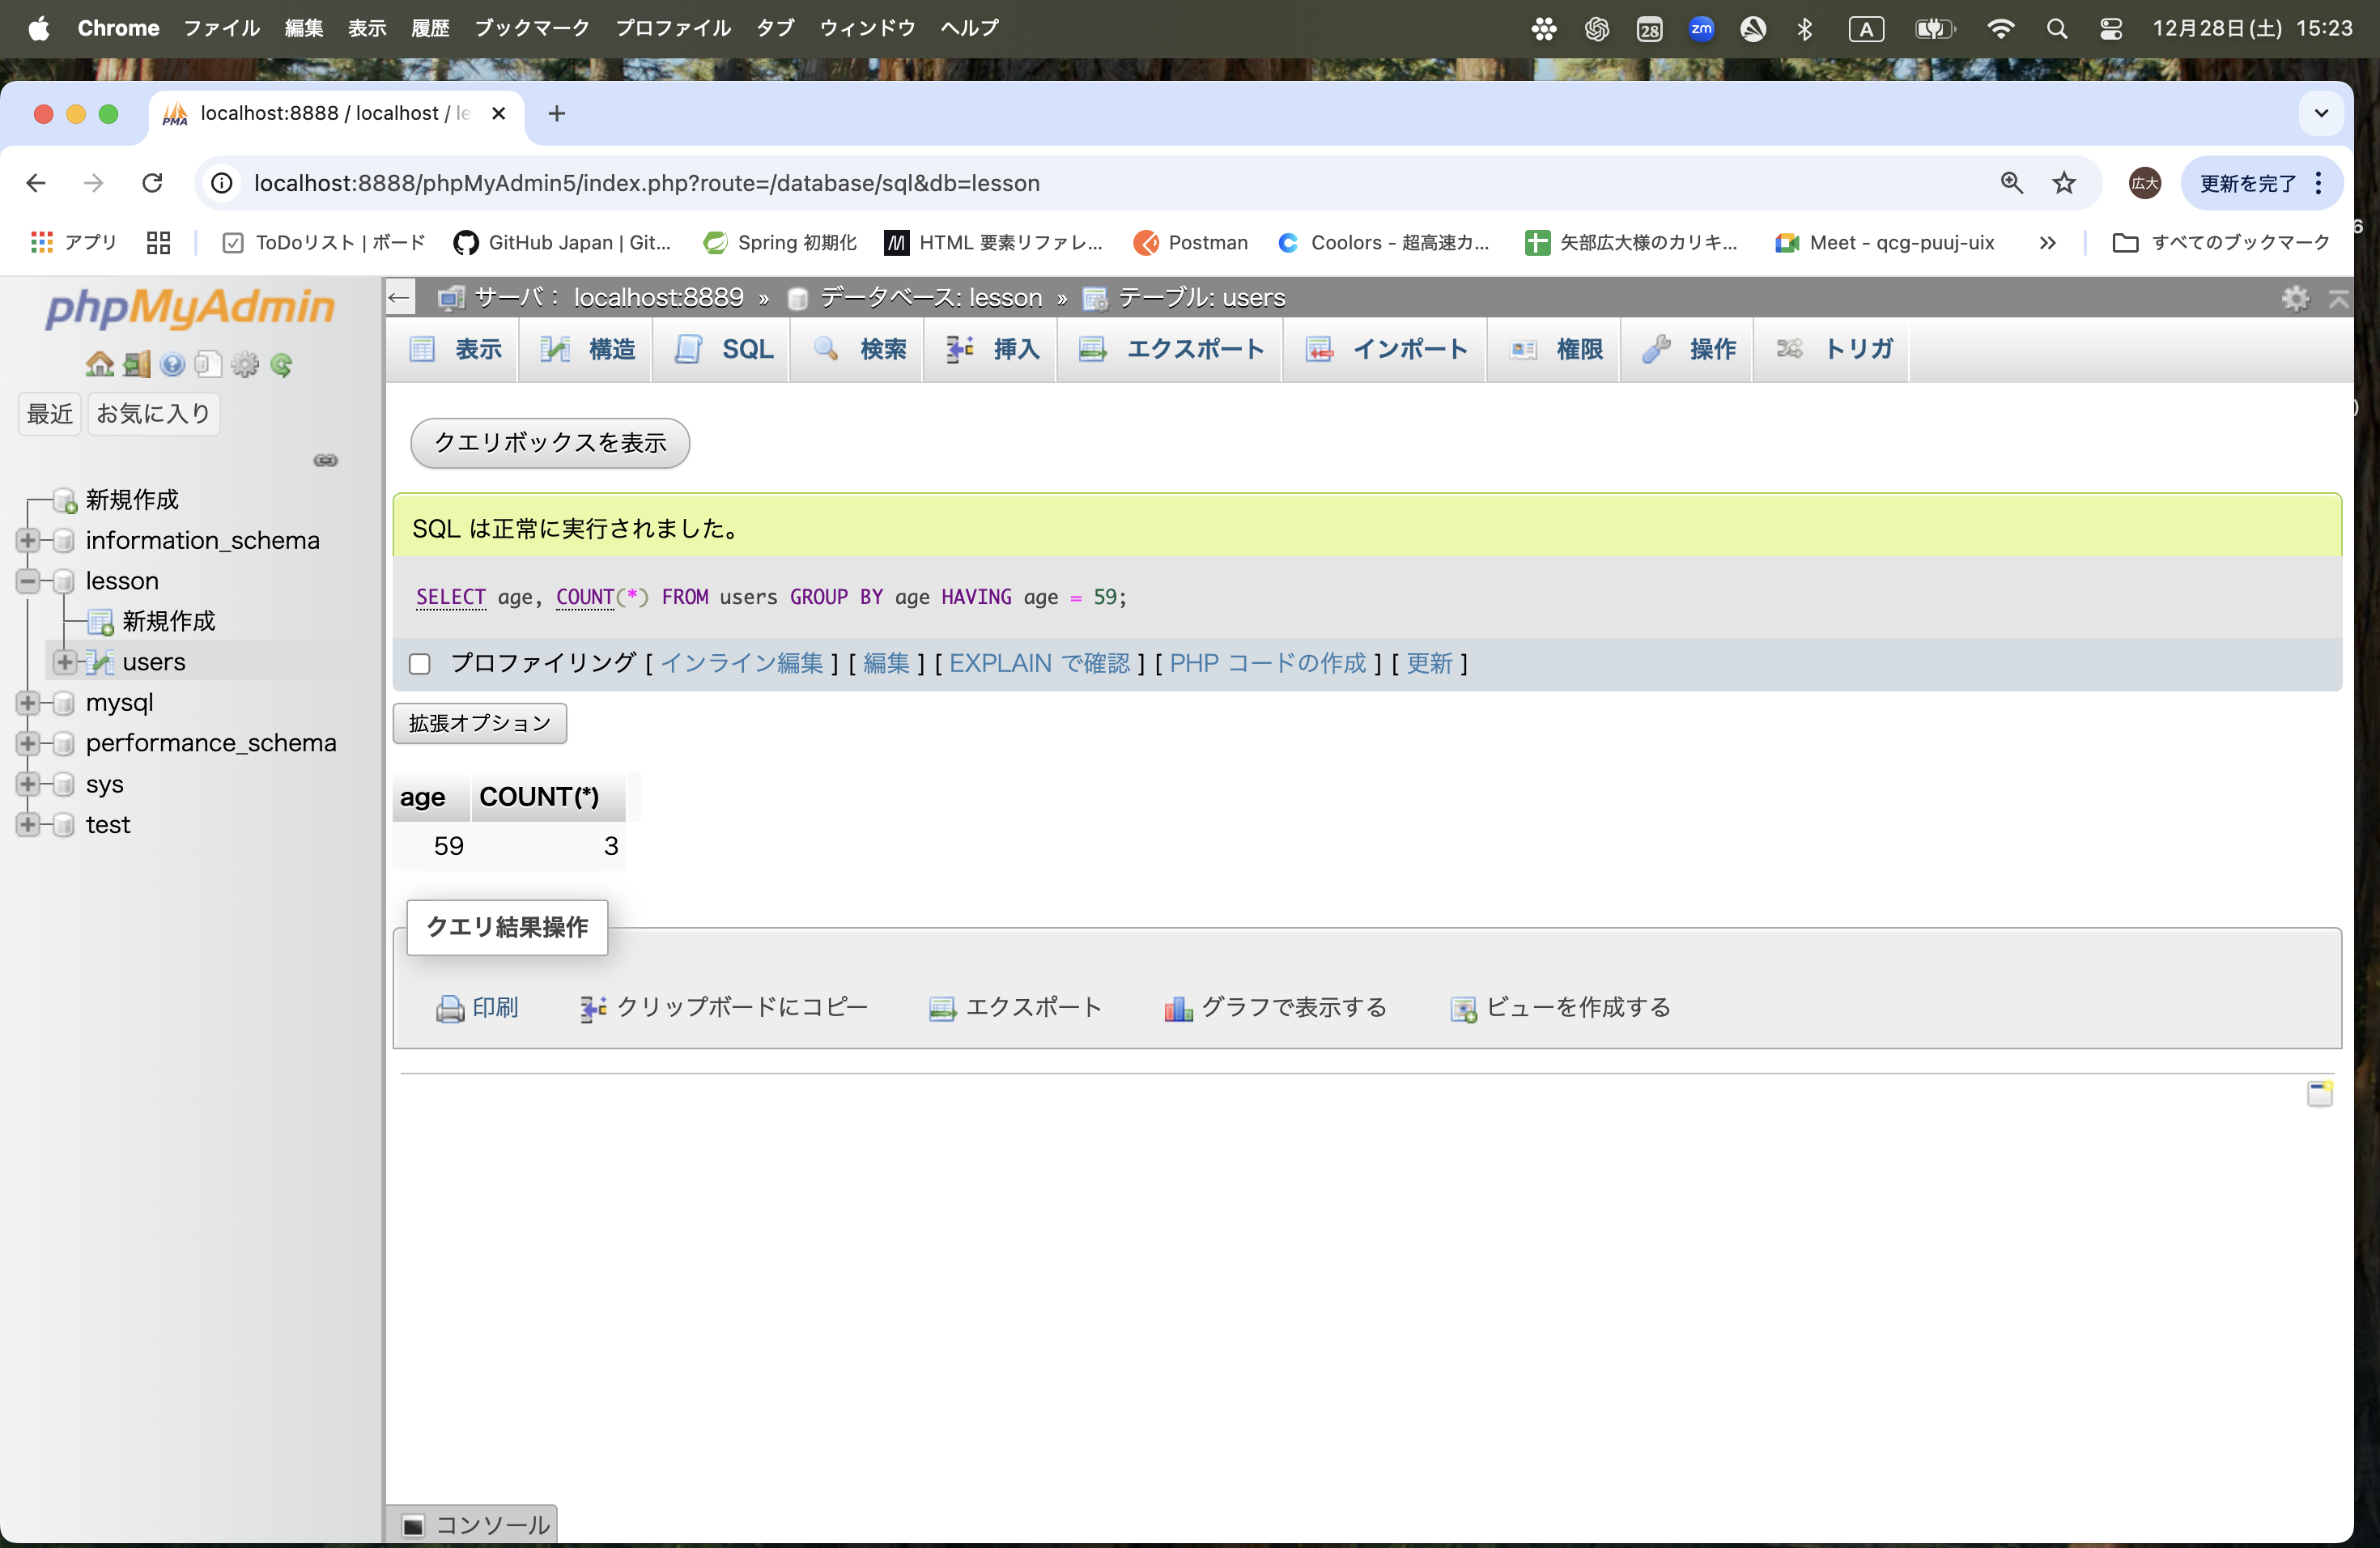 Chrome ファイル 編集 表示 履歴 ブックマーク プロファイル タブ ウィンドウ ヘルプ 28 zm A 12月28日(土) 15:23
PMA localhost:8888 / localhost / le
localhost:8888/phpMyAdmin5/index.php?route=/database/sql&db=lesson 広大 更新を完了
アプリ ToDoリスト | ボード GitHub Japan | Git... Spring 初期化 HTML 要素リファレ... Postman Coolors - 超高速カ... 矢部広大様のカリキ... Meet - qcg-puuj-uix すべてのブックマーク
phpMyAdmin
最近 お気に入り
新規作成
information_schema
lesson
新規作成
users
mysql
performance_schema
sys
test
サーバ: localhost:8889 » データベース: lesson » テーブル: users
表示 構造 SQL 検索 挿入 エクスポート インポート 権限 操作 トリガ
クエリボックスを表示
SQL は正常に実行されました。
SELECT age, COUNT(*) FROM users GROUP BY age HAVING age = 59;
プロファイリング [ インライン編集 ] [ 編集 ] [ EXPLAIN で確認 ] [ PHP コードの作成 ] [ 更新 ]
拡張オプション
age COUNT(*)
59 3
クエリ結果操作
印刷 クリップボードにコピー エクスポート グラフで表示する ビューを作成する
コンソール